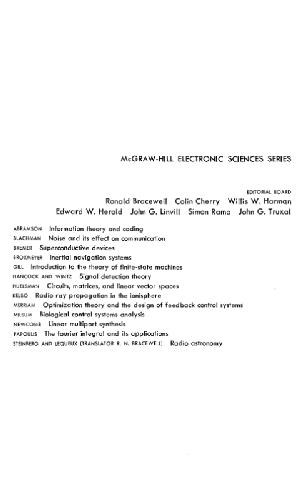 McGRAW-HILL ELECTRONIC SCIENCES SERIES
EDITORIAL BOARD
Ronald Bracewell Colin Cherry Willis W. Harman
Edward W. Herold John G. Linvill Simon Ramo John G. Truxal
ABRAMSON Information theory and coding
BLACHMAN Noise and its effect on communication
BREMER Superconductive devices
BROXMEYER Inertial navigation systems
GILL Introduction to the theory of finite-state machines
HANCOCK AND WINTZ Signal detection theory
HUELSMAN Circuits, matrices, and linear vector spaces
KELSO Radio ray propagation in the ionosphere
MERRIAM Optimization theory and the design of feedback control systems
MILSUM Biological control systems analysis
NEWCOMB Linear multiport synthesis
PAPOULIS The fourier integral and its applications
STEINBERG AND LEQUEUX (TRANSLATOR R. N. BRACEWELL) Radio astronomy